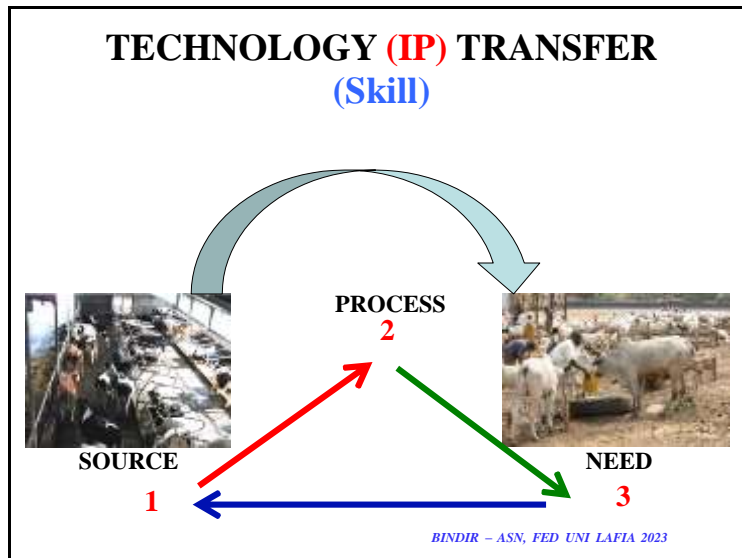 TECHNOLOGY (IP) TRANSFER
(Skill)
PROCESS
2
SOURCE
1
NEED
3
BINDIR – ASN, FED UNI LAFIA 2023